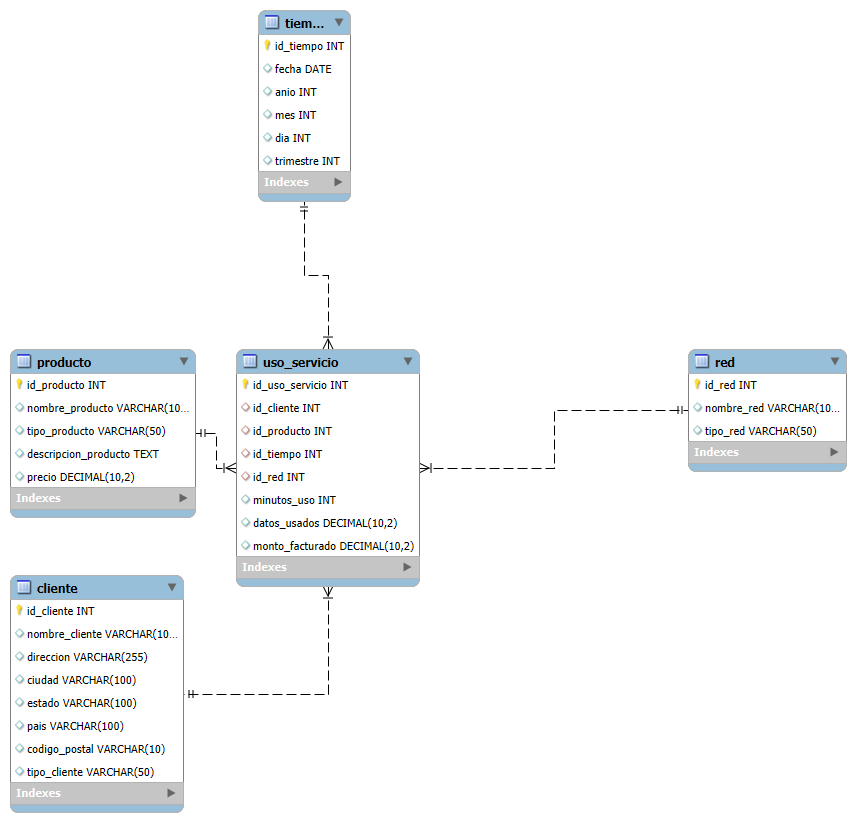 tiem...
id_tiempo INT
fecha DATE
anio INT
mes INT
dia INT
trimestre INT
Indexes
producto
id_producto INT
nombre_producto VARCHAR(10...
tipo_producto VARCHAR(50)
descripcion_producto TEXT
precio DECIMAL(10,2)
Indexes
uso_servicio
id_uso_servicio INT
id_cliente INT
id_producto INT
id_tiempo INT
id_red INT
minutos_uso INT
datos_usados DECIMAL(10,2)
monto_facturado DECIMAL(10,2)
Indexes
red
id_red INT
nombre_red VARCHAR(10...
tipo_red VARCHAR(50)
Indexes
cliente
id_cliente INT
nombre_cliente VARCHAR(10...
direccion VARCHAR(255)
ciudad VARCHAR(100)
estado VARCHAR(100)
pais VARCHAR(100)
codigo_postal VARCHAR(10)
tipo_cliente VARCHAR(50)
Indexes